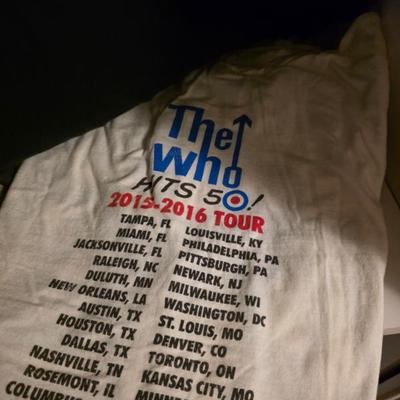 The
Who
HITS 50!
2015-2016 TOUR
TAMPA, FL
MIAMI, FL
JACKSONVILLE, FL
RALEIGH, NC
DULUTH, MN
NEW ORLEANS, LA
AUSTIN, TX
HOUSTON, TX
DALLAS, TX
NASHVILLE, TN
ROSEMONT, IL
LOUISVILLE, KY
PHILADELPHIA, PA
PITTSBURGH, PA
NEWARK, NJ
MILWAUKEE, WI
WASHINGTON, DC
ST. LOUIS, MO
DENVER, CO
TORONTO, ON
KANSAS CITY, MO